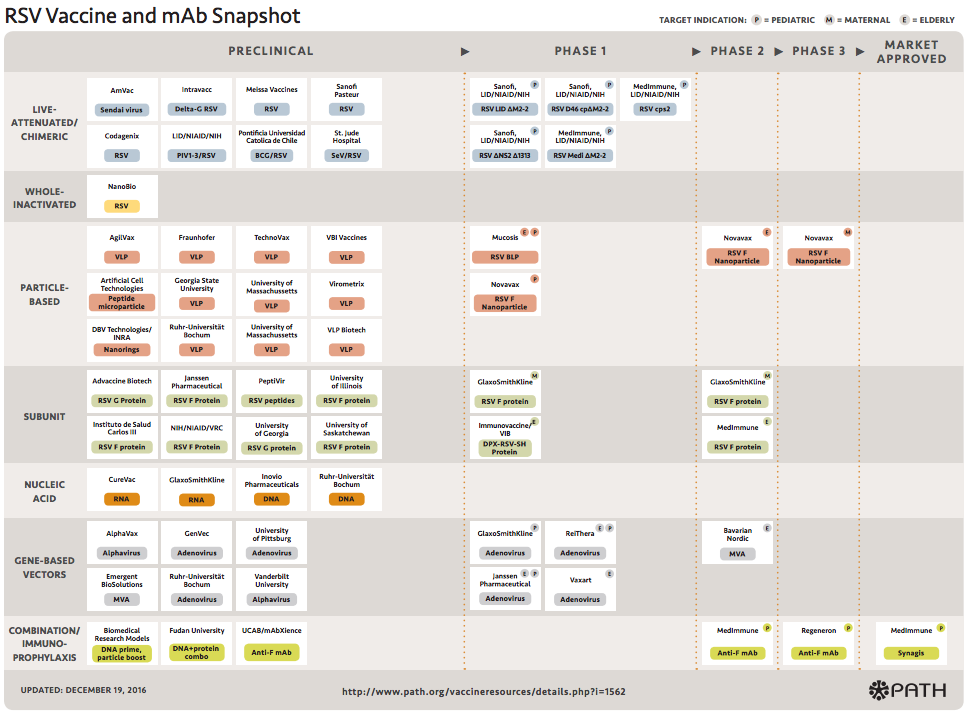 RSV Vaccine and mAb Snapshot
TARGET INDICATION: P = PEDIATRIC M = MATERNAL E = ELDERLY
PRECLINICAL
PHASE 1
PHASE 2
PHASE 3
MARKET
APPROVED
LIVE-
ATTENUATED/
CHIMERIC
AmVac
Sendai virus
Intravacc
Delta-G RSV
Meissa Vaccines
RSV
Sanofi
Pasteur
RSV
Codagenix
RSV
LID/NIAID/NIH
PIV1-3/RSV
Pontificia Universidad
Catolica de Chile
BCG/RSV
St. Jude
Hospital
SeV/RSV
P
Sanofi,
LID/NIAID/NIH
RSV LID ΔM2-2
P
Sanofi,
LID/NIAID/NIH
RSV D46 cpΔM2-2
P
MedImmune,
LID/NIAID/NIH
RSV cps2
P
Sanofi,
LID/NIAID/NIH
RSV ΔNS2 Δ1313
P
MedImmune,
LID/NIAID/NIH
RSV Medi ΔM2-2
WHOLE-
INACTIVATED
NanoBio
RSV
PARTICLE-
BASED
AgilVax
VLP
Fraunhofer
VLP
TechnoVax
VLP
VBI Vaccines
VLP
Artificial Cell
Technologies
Peptide
microparticle
Georgia State
University
VLP
University of
Massachusetts
VLP
Virometrix
VLP
DBV Technologies/
INRA
Nanorings
Ruhr-Universität
Bochum
VLP
University of
Massachusetts
VLP
VLP Biotech
VLP
E P
Mucosis
RSV BLP
P
Novavax
RSV F
Nanoparticle
E
Novavax
RSV F
Nanoparticle
M
Novavax
RSV F
Nanoparticle
SUBUNIT
Advaccine Biotech
RSV G Protein
Janssen
Pharmaceutical
RSV F Protein
PeptiVir
RSV peptides
University
of Illinois
RSV F protein
Instituto de Salud
Carlos III
RSV F protein
NIH/NIAID/VRC
RSV F Protein
University
of Georgia
RSV G protein
University of
Saskatchewan
RSV F protein
M
GlaxoSmithKline
RSV F protein
E
Immunovaccine/
VIB
DPX-RSV-SH
Protein
M
GlaxoSmithKline
RSV F protein
E
MedImmune
RSV F protein
NUCLEIC
ACID
CureVac
RNA
GlaxoSmithKline
RNA
Inovio
Pharmaceuticals
DNA
Ruhr-Universität
Bochum
DNA
GENE-BASED
VECTORS
AlphaVax
Alphavirus
GenVec
Adenovirus
University
of Pittsburg
Adenovirus
Emergent
BioSolutions
MVA
Ruhr-Universität
Bochum
Adenovirus
Vanderbilt
University
Alphavirus
P
GlaxoSmithKline
Adenovirus
E P
ReiThera
Adenovirus
E P
Janssen
Pharmaceutical
Adenovirus
E
Vaxart
Adenovirus
E
Bavarian
Nordic
MVA
COMBINATION/
IMMUNO-
PROPHYLAXIS
Biomedical
Research Models
DNA prime,
particle boost
Fudan University
DNA+protein
combo
UCAB/mAbXience
Anti-F mAb
P
MedImmune
Anti-F mAb
P
Regeneron
Anti-F mAb
P
MedImmune
Synagis
UPDATED: DECEMBER 19, 2016
http://www.path.org/vaccineresources/details.php?i=1562
PATH